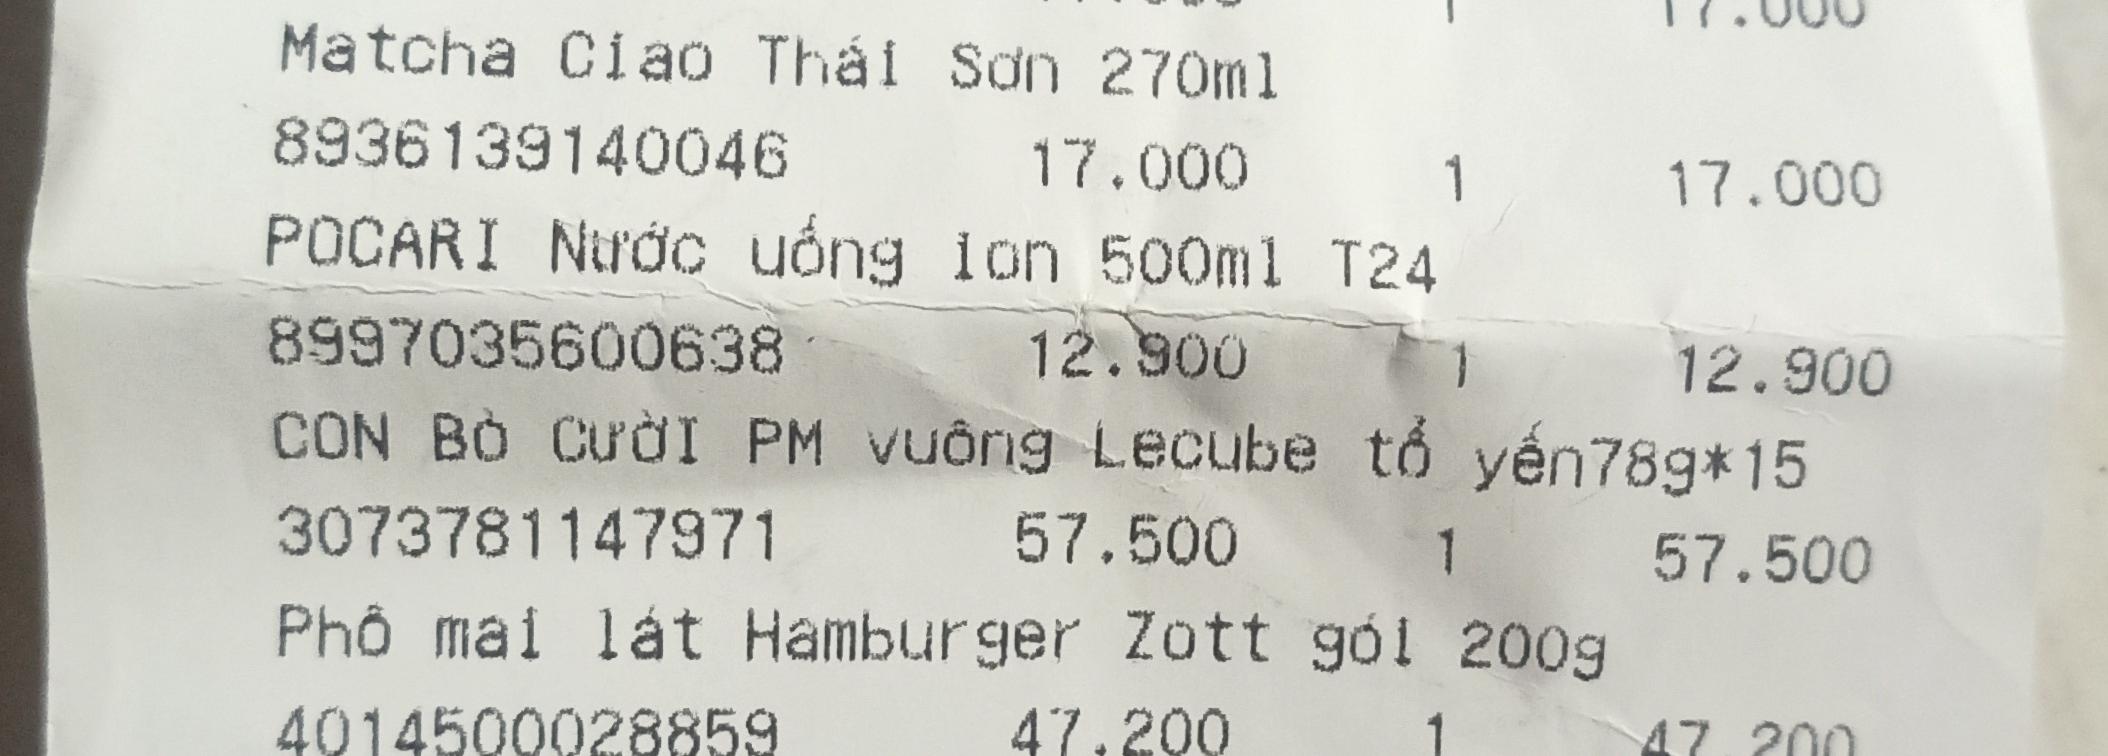 1 17.000
Matcha Ciao Thái Sơn 270ml
8936139140046 17.000 1 17.000
POCARI Nước uống ion 500ml T24
8997035600638 12.900 1 12.900
CON BÒ CƯỜI PM vuông Lecube tổ yến78g*15
3073781147971 57.500 1 57.500
Phô mai lát Hamburger Zott gói 200g
4014500028859 47.200 1 47.200